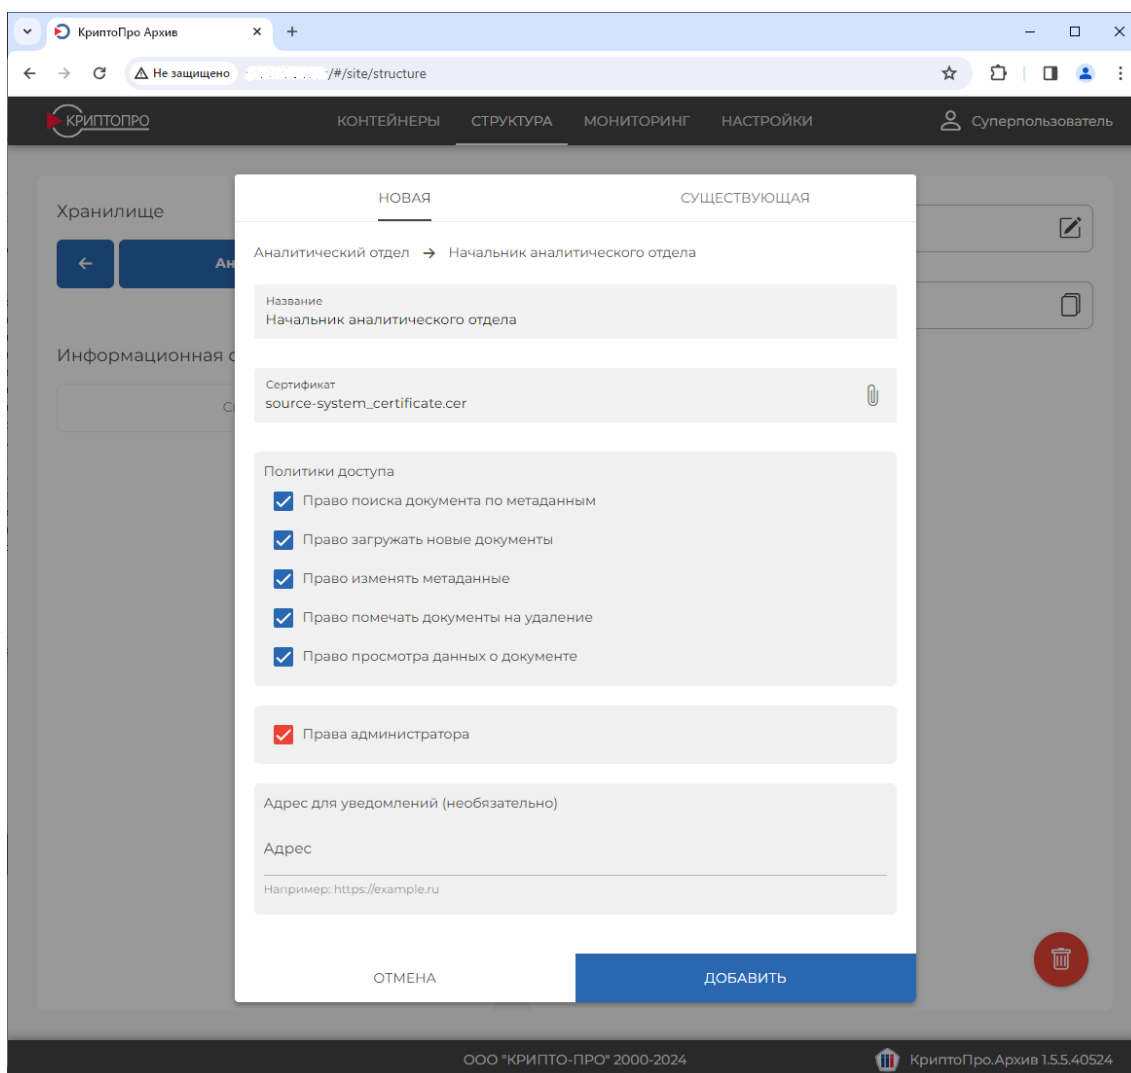 КриптоПро Архив
Не защищено /#/site/structure
КРИПТОПРО КОНТЕЙНЕРЫ СТРУКТУРА МОНИТОРИНГ НАСТРОЙКИ Суперпользователь
НОВАЯ СУЩЕСТВУЮЩАЯ
Хранилище
Аналитический отдел → Начальник аналитического отдела
Ан
Название
Начальник аналитического отдела
Информационная с
Сертификат
source-system_certificate.cer
Политики доступа
Право поиска документа по метаданным
Право загружать новые документы
Право изменять метаданные
Право помечать документы на удаление
Право просмотра данных о документе
Права администратора
Адрес для уведомлений (необязательно)
Адрес
Например: https://example.ru
ОТМЕНА ДОБАВИТЬ
ООО "КРИПТО-ПРО" 2000-2024 КриптоПро.Архив 1.5.5.40524